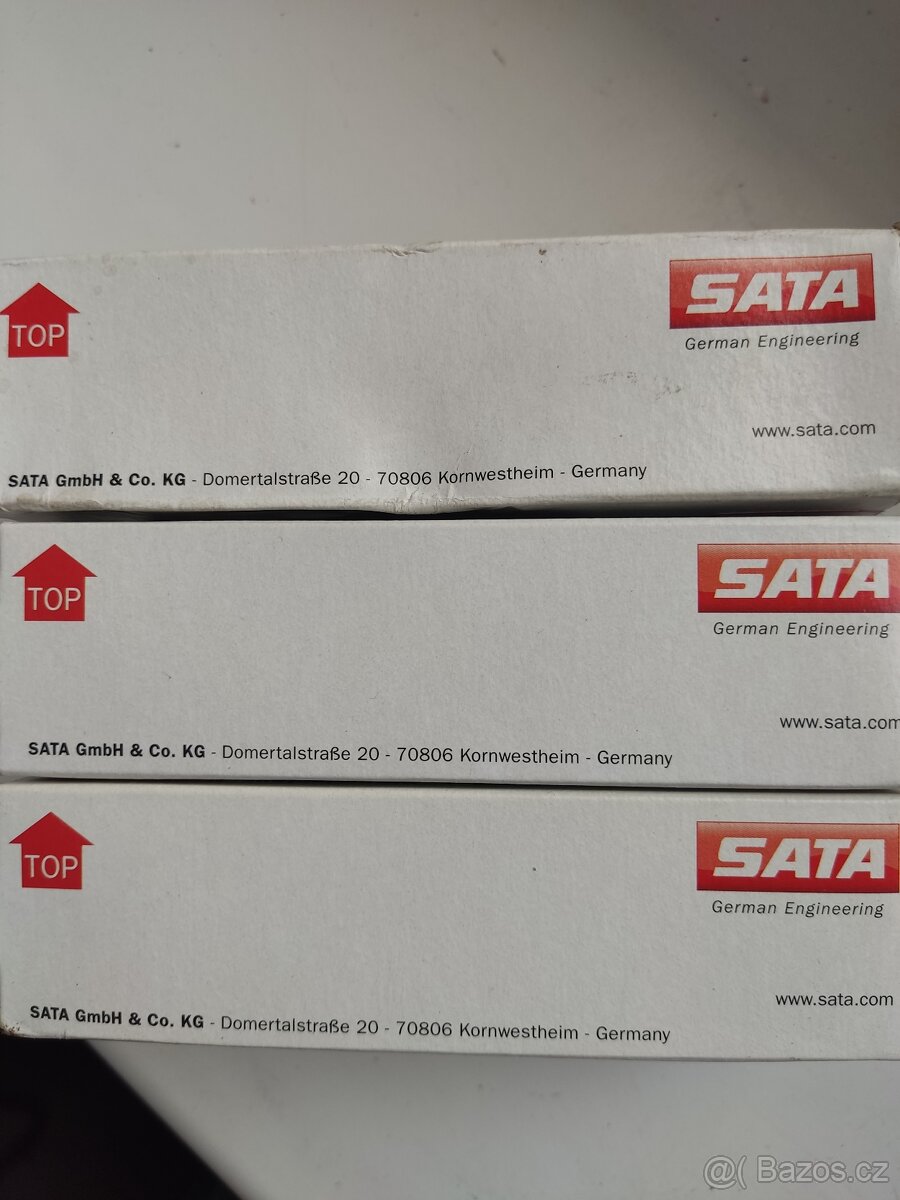 TOP
SATA
German Engineering
www.sata.com
SATA GmbH & Co. KG - Domertalstraße 20 - 70806 Kornwestheim - Germany
TOP
SATA
German Engineering
www.sata.com
SATA GmbH & Co. KG - Domertalstraße 20 - 70806 Kornwestheim - Germany
TOP
SATA
German Engineering
www.sata.com
SATA GmbH & Co. KG - Domertalstraße 20 - 70806 Kornwestheim - Germany
@( Bazos.cz